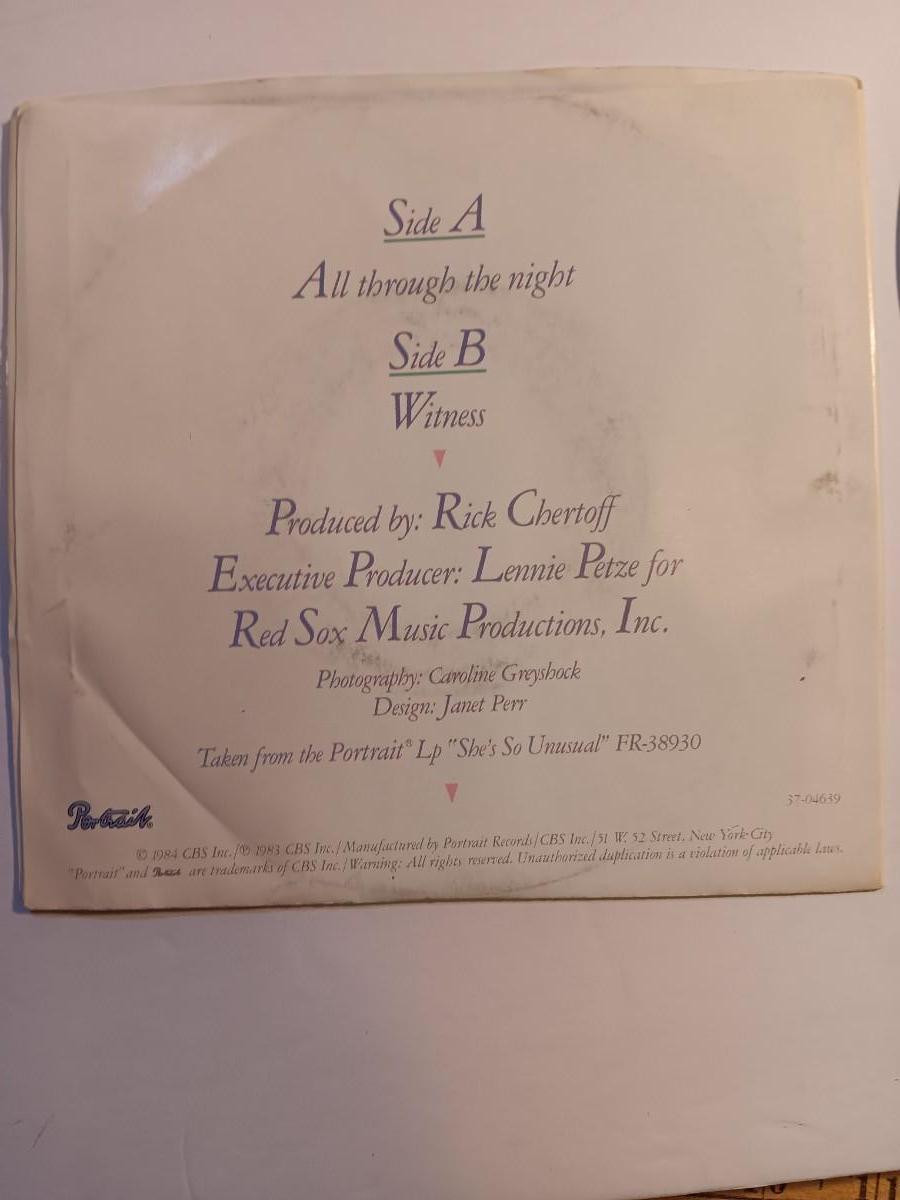 Side A
All through the night
Side B
Witness
Produced by: Rick Chertoff
Executive Producer: Lennie Petze for
Red Sox Music Productions, Inc.
Photography: Caroline Greyshock
Design: Janet Perr
Taken from the Portrait® Lp "She's So Unusual" FR-38930
37-04639
Portrait.
© 1984 CBS Inc./℗ 1983 CBS Inc./Manufactured by Portrait Records/CBS Inc./51 W. 52 Street, New York City
"Portrait" and are trademarks of CBS Inc./Warning: All rights reserved. Unauthorized duplication is a violation of applicable laws.